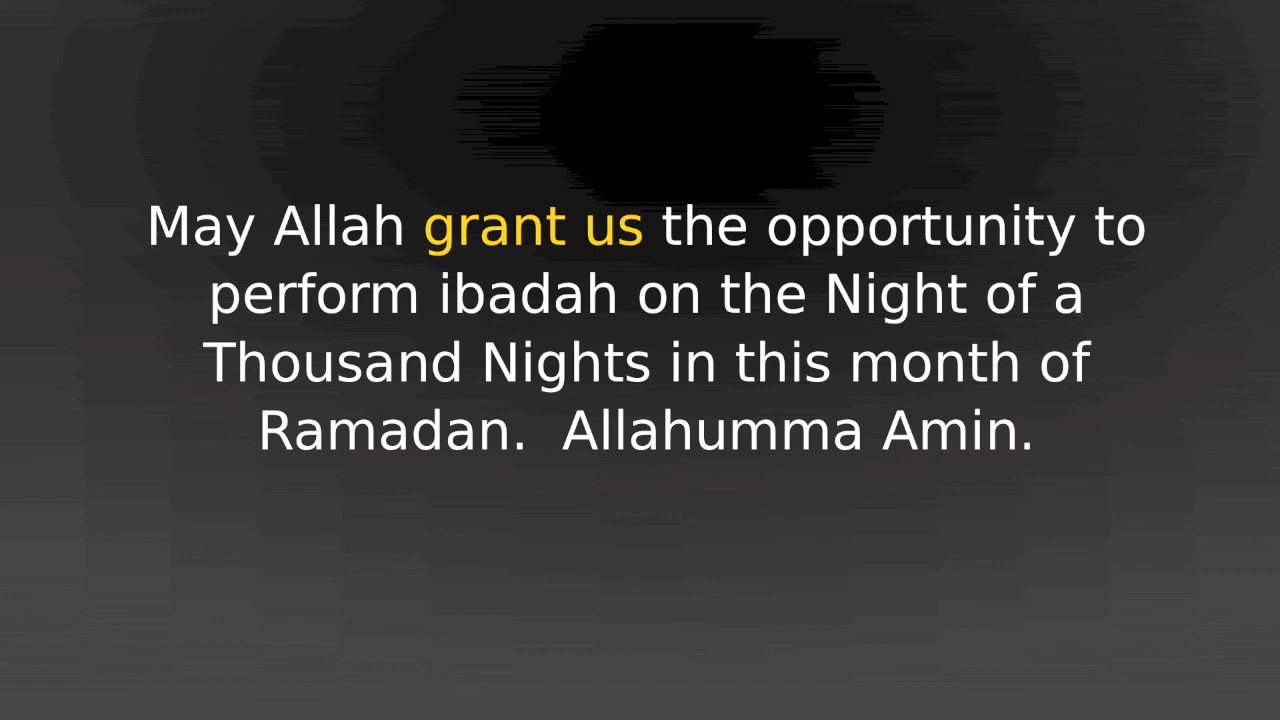 May Allah grant us the opportunity to
perform ibadah on the Night of a
Thousand Nights in this month of
Ramadan.  Allahumma Amin.